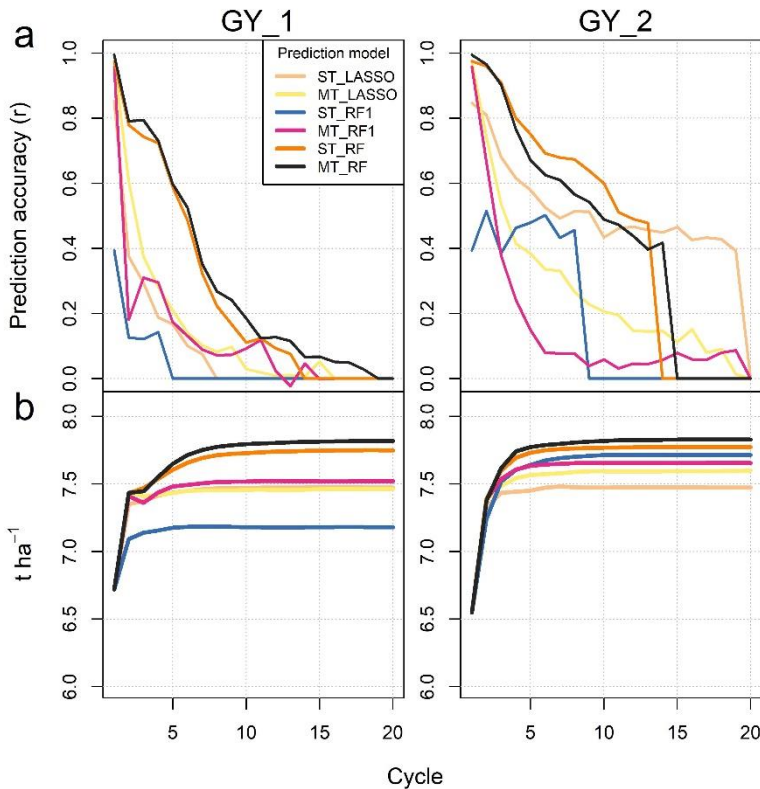 GY_1
GY_2
a
Prediction accuracy (r)
1.0
0.8
0.6
0.4
0.2
0.0
Prediction model
ST_LASSO
MT_LASSO
ST_RF1
MT_RF1
ST_RF
MT_RF
1.0
0.8
0.6
0.4
0.2
0.0
b
t ha⁻¹
8.0
7.5
7.0
6.5
6.0
8.0
7.5
7.0
6.5
6.0
5 10 15 20
5 10 15 20
Cycle